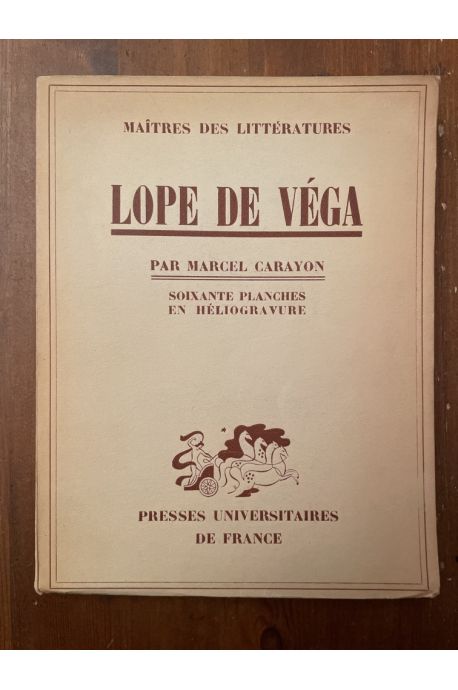 MAÎTRES DES LITTÉRATURES
LOPE DE VÉGA
PAR MARCEL CARAYON
SOIXANTE PLANCHES
EN HÉLIOGRAVURE
PRESSES UNIVERSITAIRES
DE FRANCE